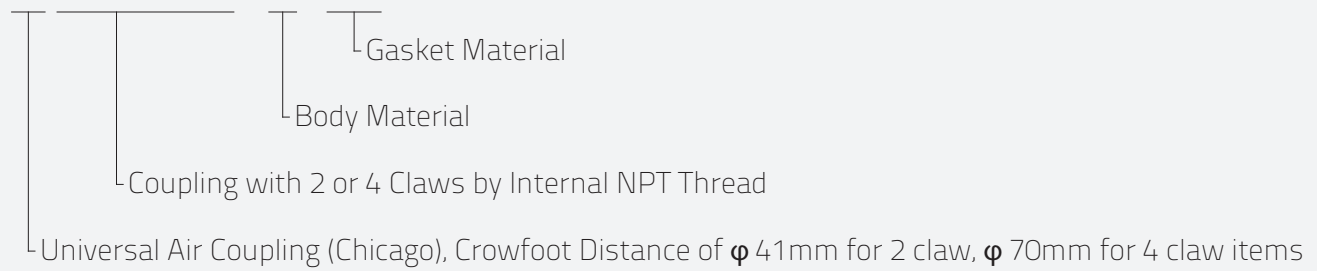 Gasket Material
Body Material
Coupling with 2 or 4 Claws by Internal NPT Thread
Universal Air Coupling (Chicago), Crowfoot Distance of φ 41mm for 2 claw, φ 70mm for 4 claw items